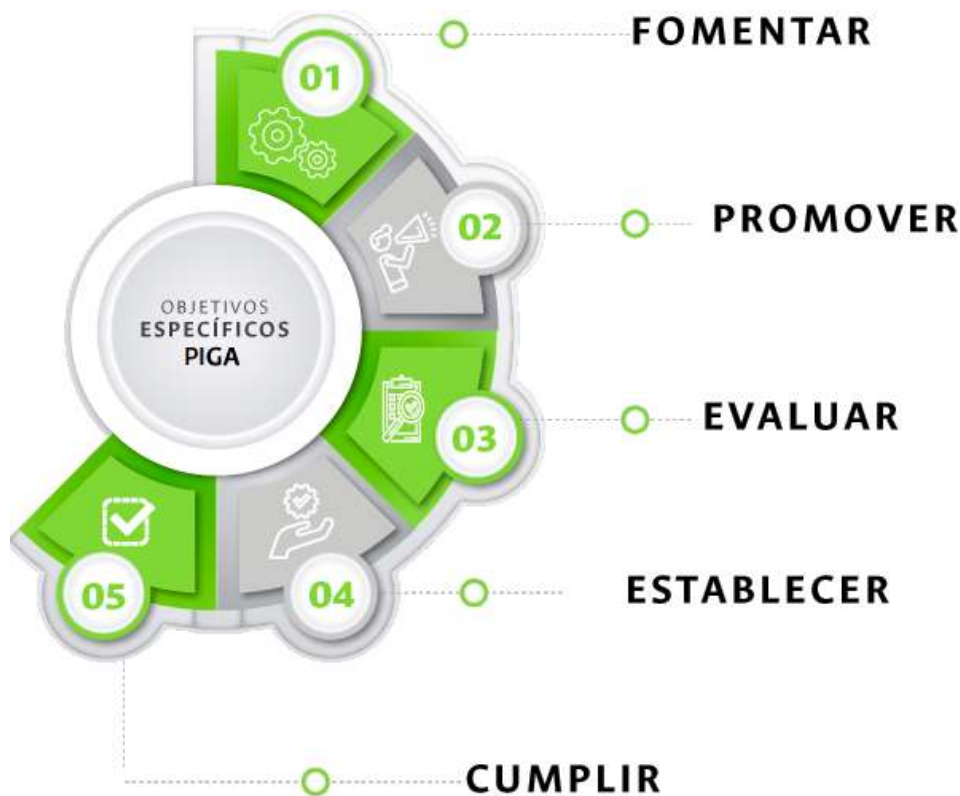 01
FOMENTAR
02
PROMOVER
OBJETIVOS
ESPECÍFICOS
PIGA
03
EVALUAR
04
ESTABLECER
05
CUMPLIR